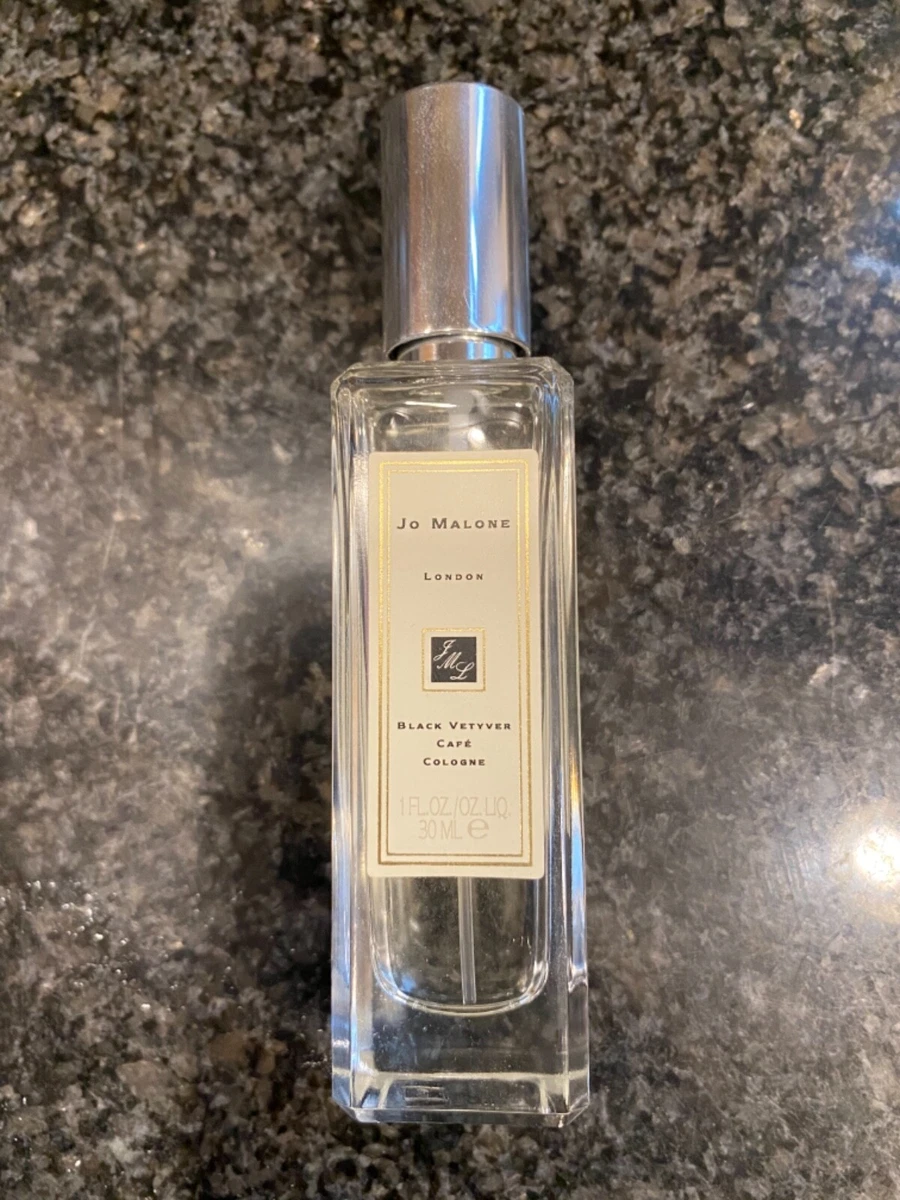 Jo Malone
London
JML
Black Vetyver
Café
Cologne
1 FL.OZ./OZ. LIQ.
30 ML e